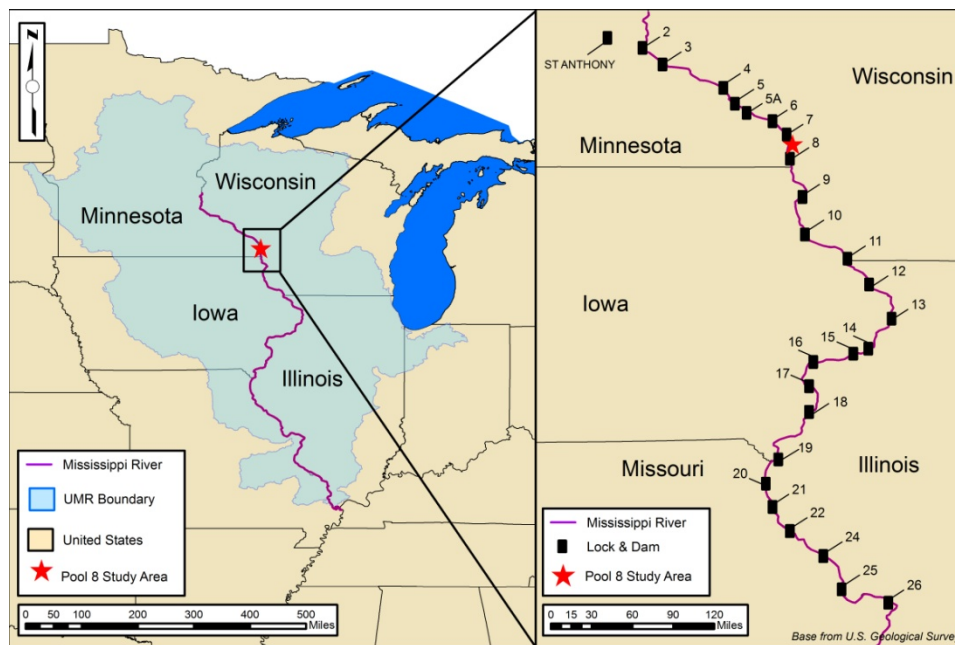 Z
Wisconsin
Minnesota
Iowa
Illinois
Mississippi River
UMR Boundary
United States
Pool 8 Study Area
0 50 100 200 300 400 500
Miles
ST ANTHONY
2
3
4
5
5A
6
7
8
9
10
11
12
13
14
15
16
17
18
19
20
21
22
24
25
26
Wisconsin
Minnesota
Iowa
Missouri
Illinois
Mississippi River
Lock & Dam
Pool 8 Study Area
0 15 30 60 90 120
Miles
Base from U.S. Geological Surve